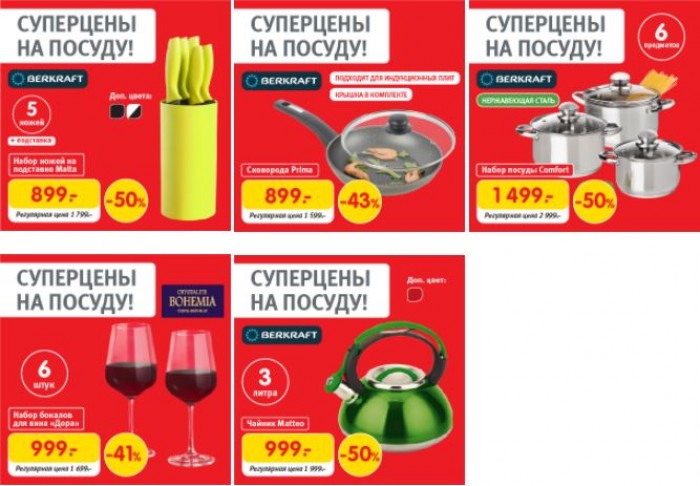 СУПЕРЦЕНЫ
НА ПОСУДУ!
BERKRAFT
Доп. цвета:
5
ножей
+ подставка
Набор ножей на
подставке Malta
899.-
-50%
Регулярная цена 1 799.-
СУПЕРЦЕНЫ
НА ПОСУДУ!
BERKRAFT
ПОДХОДИТ ДЛЯ ИНДУКЦИОННЫХ ПЛИТ
КРЫШКА В КОМПЛЕКТЕ
Сковорода Prima
899.-
-43%
Регулярная цена 1 599.-
СУПЕРЦЕНЫ
НА ПОСУДУ!
6
предметов
BERKRAFT
НЕРЖАВЕЮЩАЯ СТАЛЬ
Набор посуды Comfort
1 499.-
-50%
Регулярная цена 2 999.-
СУПЕРЦЕНЫ
НА ПОСУДУ!
CRYSTALITE
BOHEMIA
CZECH REPUBLIC
6
штук
Набор бокалов
для вина «Дора»
999.-
-41%
Регулярная цена 1 699.-
СУПЕРЦЕНЫ
НА ПОСУДУ!
Доп. цвет:
BERKRAFT
3
литра
Чайник Matteo
999.-
-50%
Регулярная цена 1 999.-